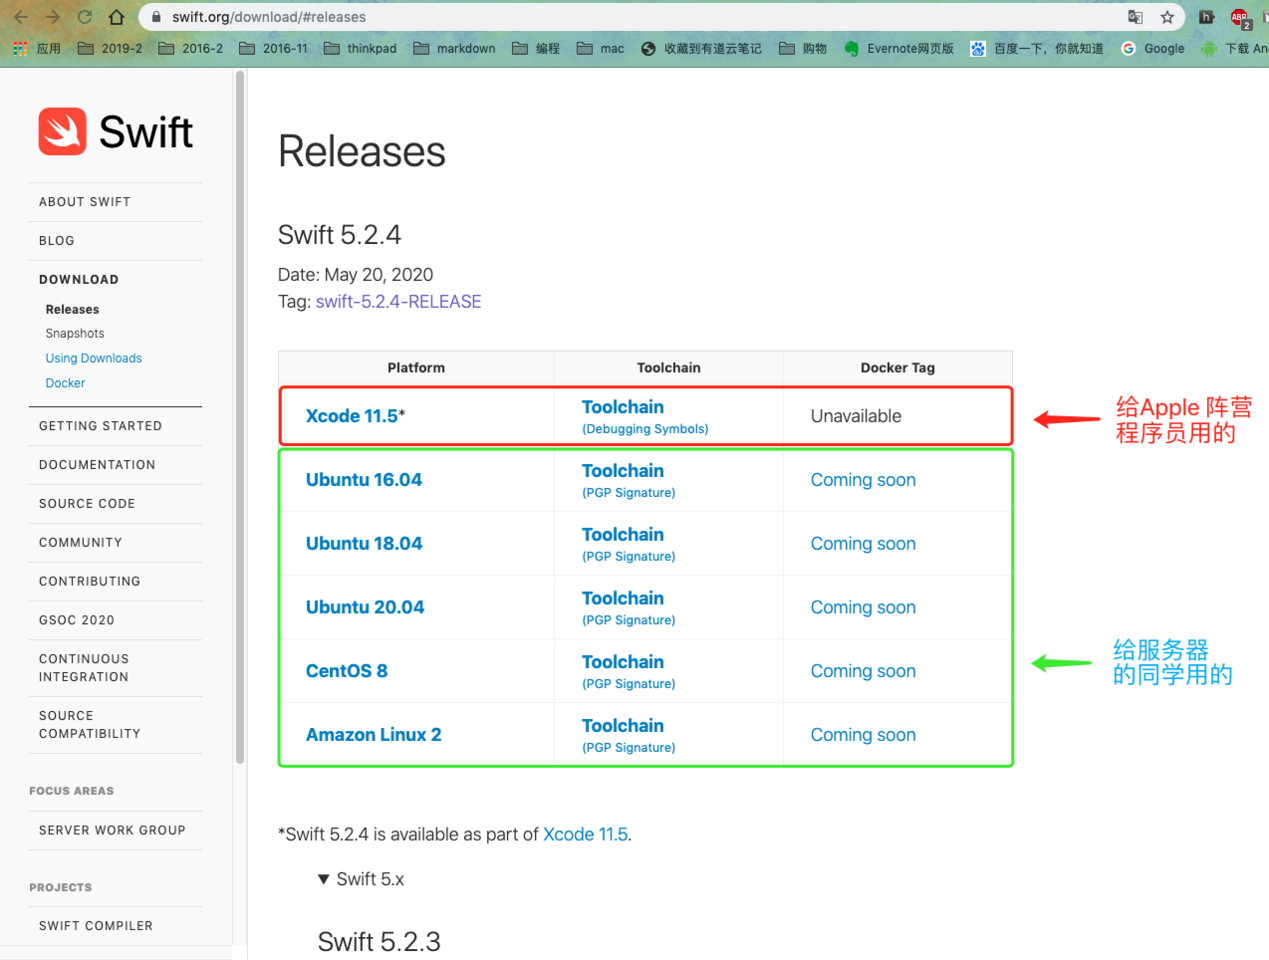 swift.org/download/#releases
ABP
2
应用
2019-2
2016-2
2016-11
thinkpad
markdown
编程
mac
收藏到有道云笔记
购物
Evernote网页版
百度一下，你就知道
Google
下载 An
Swift
ABOUT SWIFT
BLOG
DOWNLOAD
Releases
Snapshots
Using Downloads
Docker
GETTING STARTED
DOCUMENTATION
SOURCE CODE
COMMUNITY
CONTRIBUTING
GSOC 2020
CONTINUOUS
INTEGRATION
SOURCE
COMPATIBILITY
FOCUS AREAS
SERVER WORK GROUP
PROJECTS
SWIFT COMPILER
Releases
Swift 5.2.4
Date: May 20, 2020
Tag: swift-5.2.4-RELEASE
Platform Toolchain Docker Tag
Xcode 11.5* Toolchain Unavailable
(Debugging Symbols)
Ubuntu 16.04 Toolchain Coming soon
(PGP Signature)
Ubuntu 18.04 Toolchain Coming soon
(PGP Signature)
Ubuntu 20.04 Toolchain Coming soon
(PGP Signature)
CentOS 8 Toolchain Coming soon
(PGP Signature)
Amazon Linux 2 Toolchain Coming soon
(PGP Signature)
给Apple 阵营
程序员用的
给服务器
的同学用的
*Swift 5.2.4 is available as part of Xcode 11.5.
▼ Swift 5.x
Swift 5.2.3